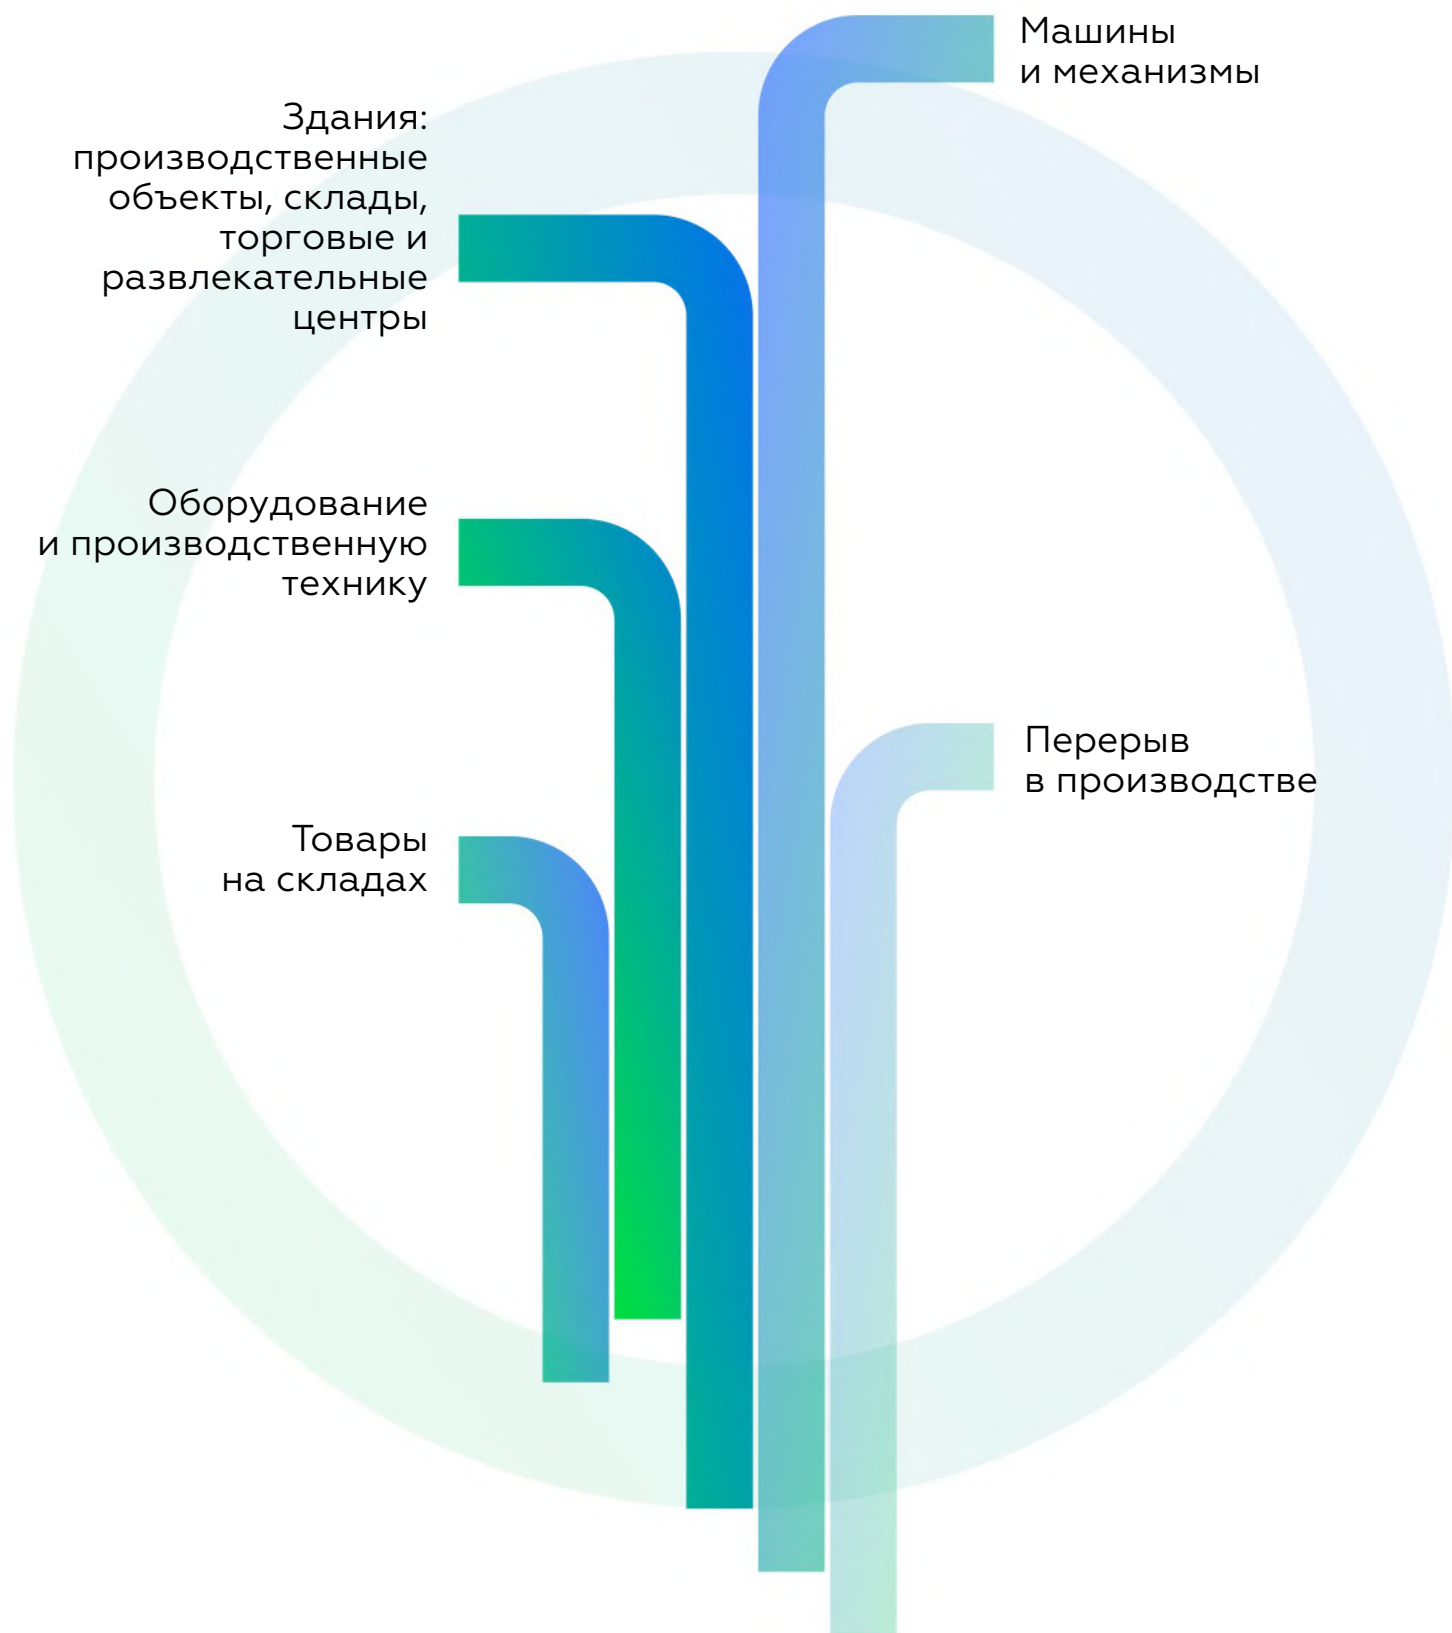 Машины
и механизмы
Здания:
производственные
объекты, склады,
торговые и
развлекательные
центры
Оборудование
и производственную
технику
Перерыв
в производстве
Товары
на складах